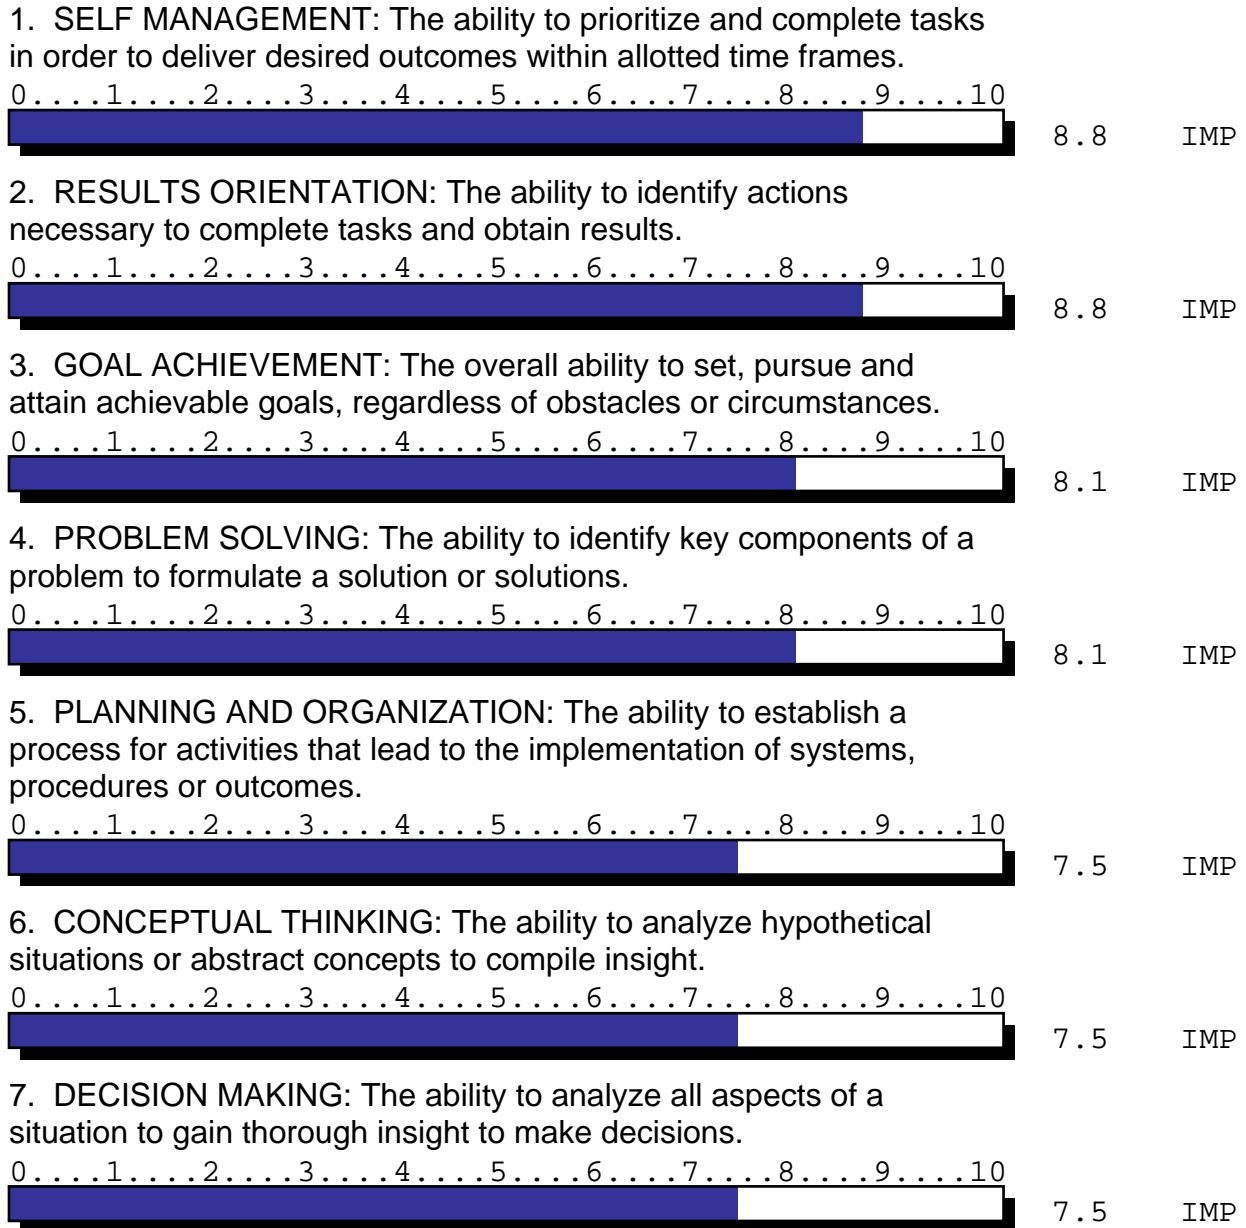 1. SELF MANAGEMENT: The ability to prioritize and complete tasks
in order to deliver desired outcomes within allotted time frames.
0....1....2....3....4....5....6....7....8....9....10
8.8 IMP
2. RESULTS ORIENTATION: The ability to identify actions
necessary to complete tasks and obtain results.
0....1....2....3....4....5....6....7....8....9....10
8.8 IMP
3. GOAL ACHIEVEMENT: The overall ability to set, pursue and
attain achievable goals, regardless of obstacles or circumstances.
0....1....2....3....4....5....6....7....8....9....10
8.1 IMP
4. PROBLEM SOLVING: The ability to identify key components of a
problem to formulate a solution or solutions.
0....1....2....3....4....5....6....7....8....9....10
8.1 IMP
5. PLANNING AND ORGANIZATION: The ability to establish a
process for activities that lead to the implementation of systems,
procedures or outcomes.
0....1....2....3....4....5....6....7....8....9....10
7.5 IMP
6. CONCEPTUAL THINKING: The ability to analyze hypothetical
situations or abstract concepts to compile insight.
0....1....2....3....4....5....6....7....8....9....10
7.5 IMP
7. DECISION MAKING: The ability to analyze all aspects of a
situation to gain thorough insight to make decisions.
0....1....2....3....4....5....6....7....8....9....10
7.5 IMP